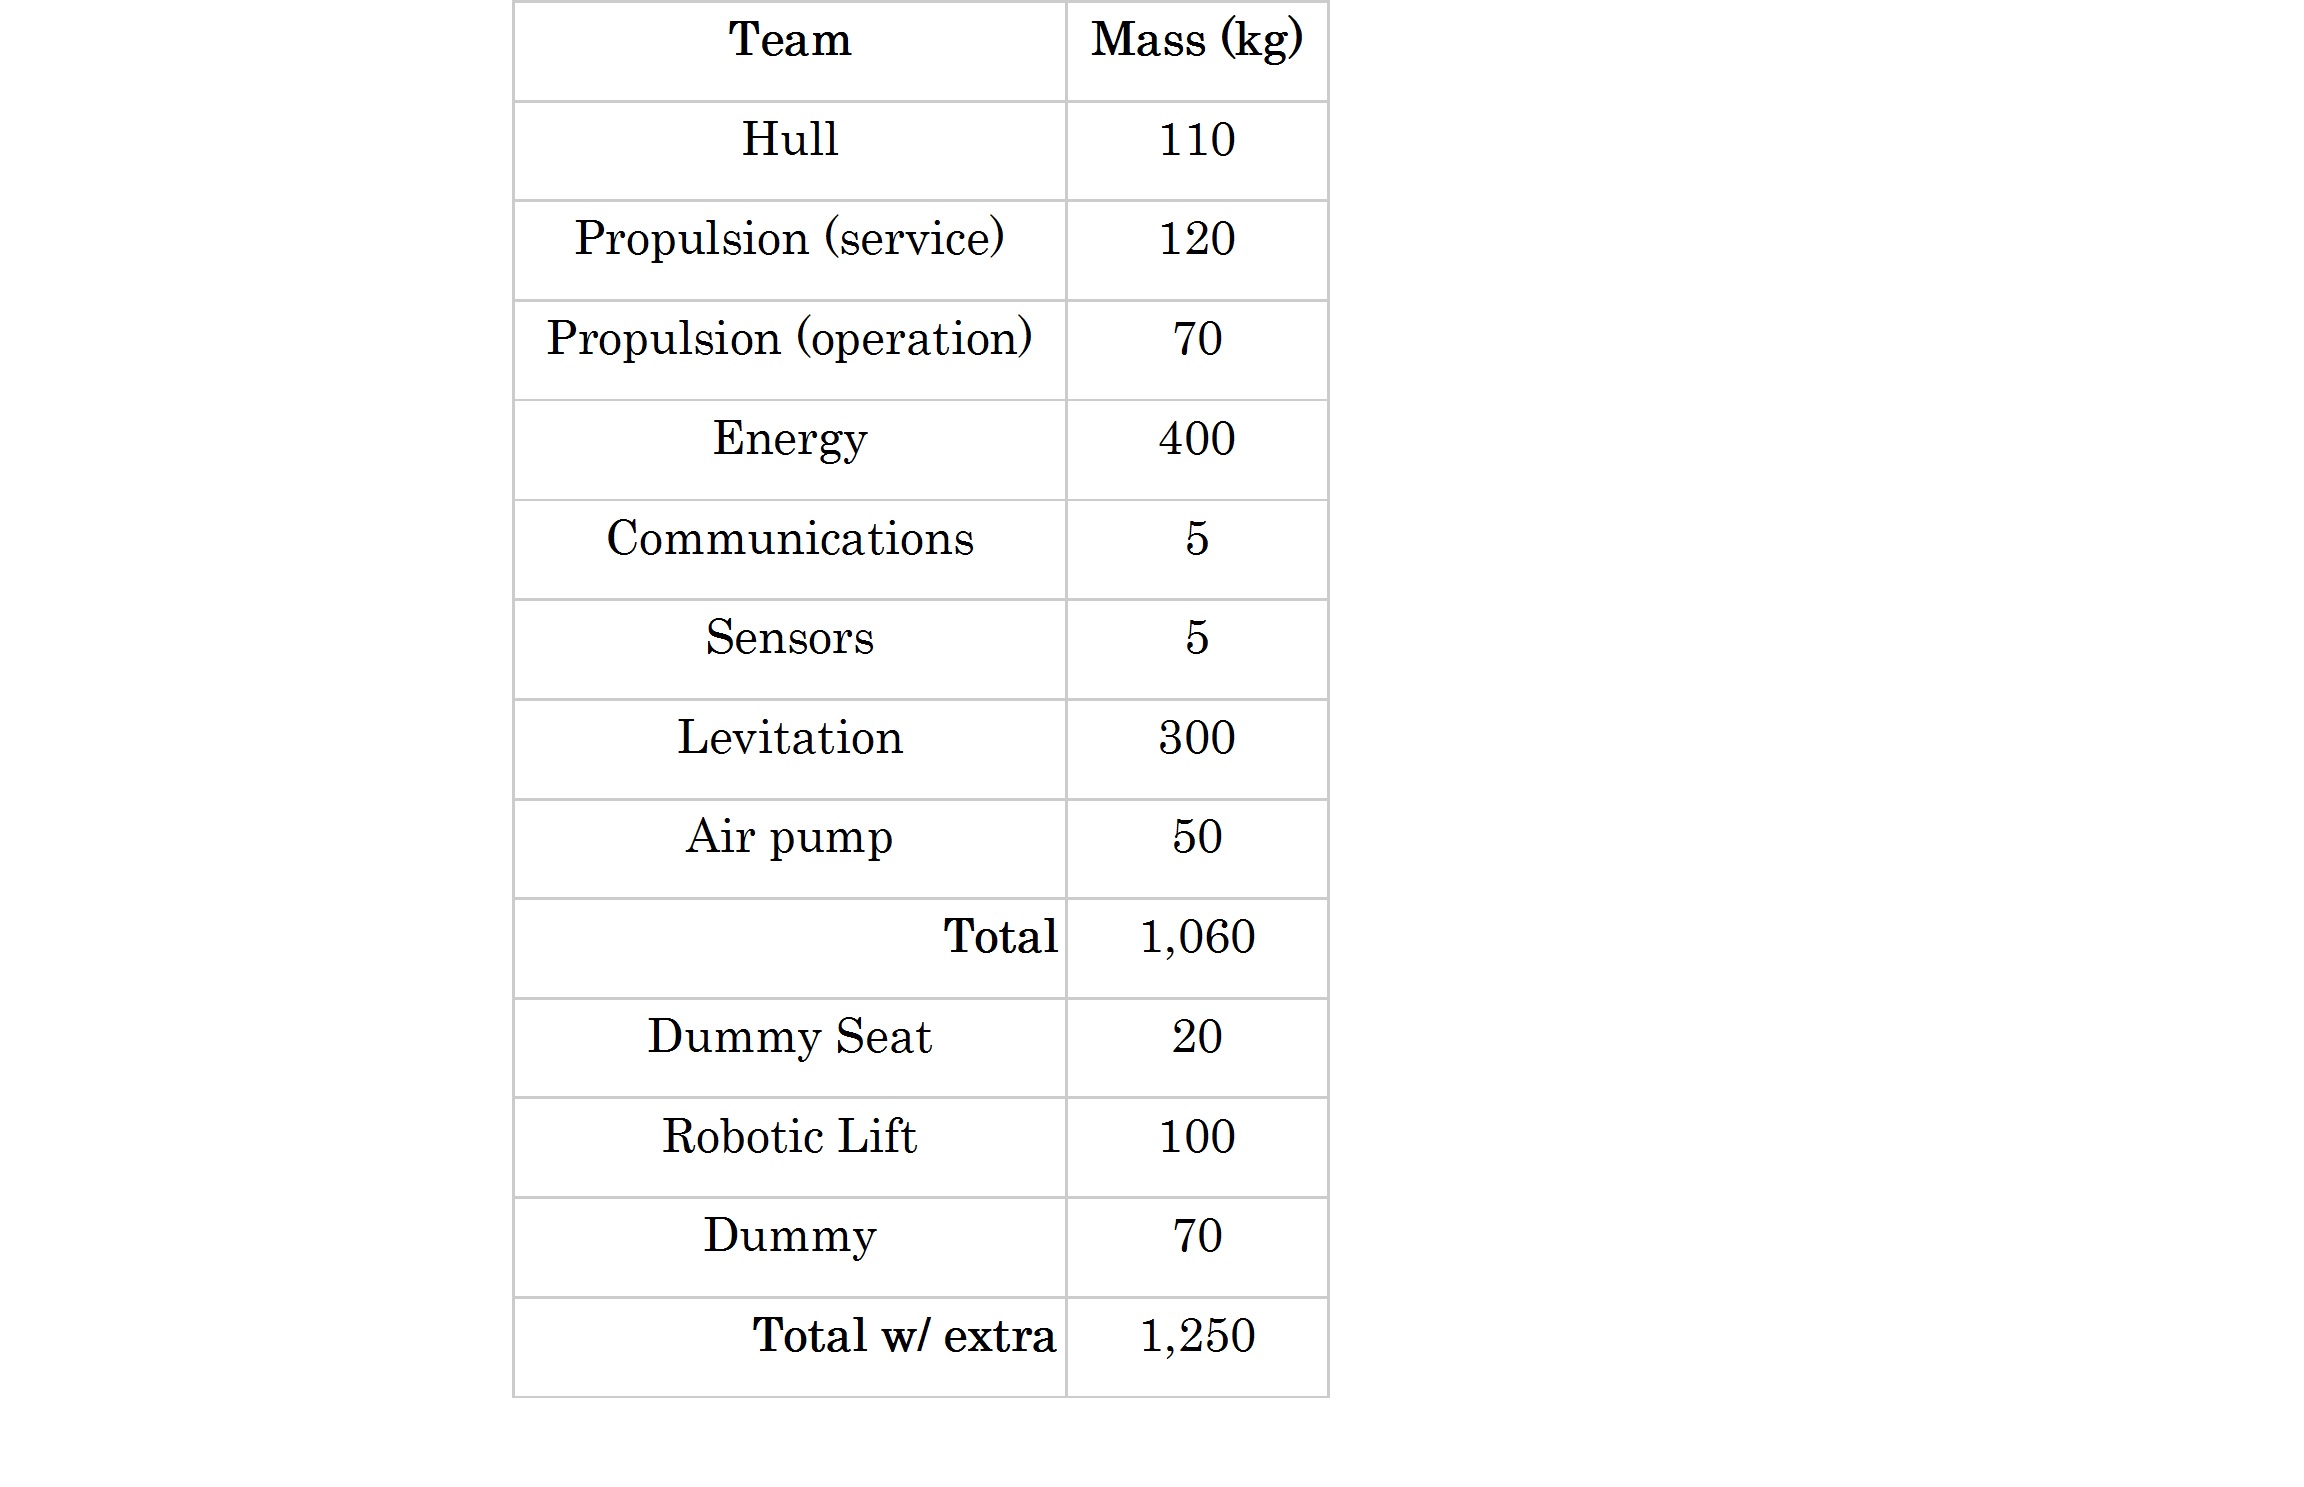 Team Mass (kg)
Hull 110
Propulsion (service) 120
Propulsion (operation) 70
Energy 400
Communications 5
Sensors 5
Levitation 300
Air pump 50
Total 1,060
Dummy Seat 20
Robotic Lift 100
Dummy 70
Total w/ extra 1,250